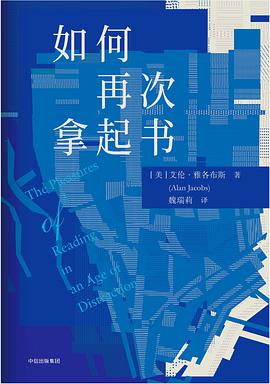 如何
再次
拿起书
[美]艾伦·雅各布斯 著
(Alan Jacobs)
魏瑞莉 译
The Pleasures
of
Reading
in
an Age of
Distraction
中信出版集团